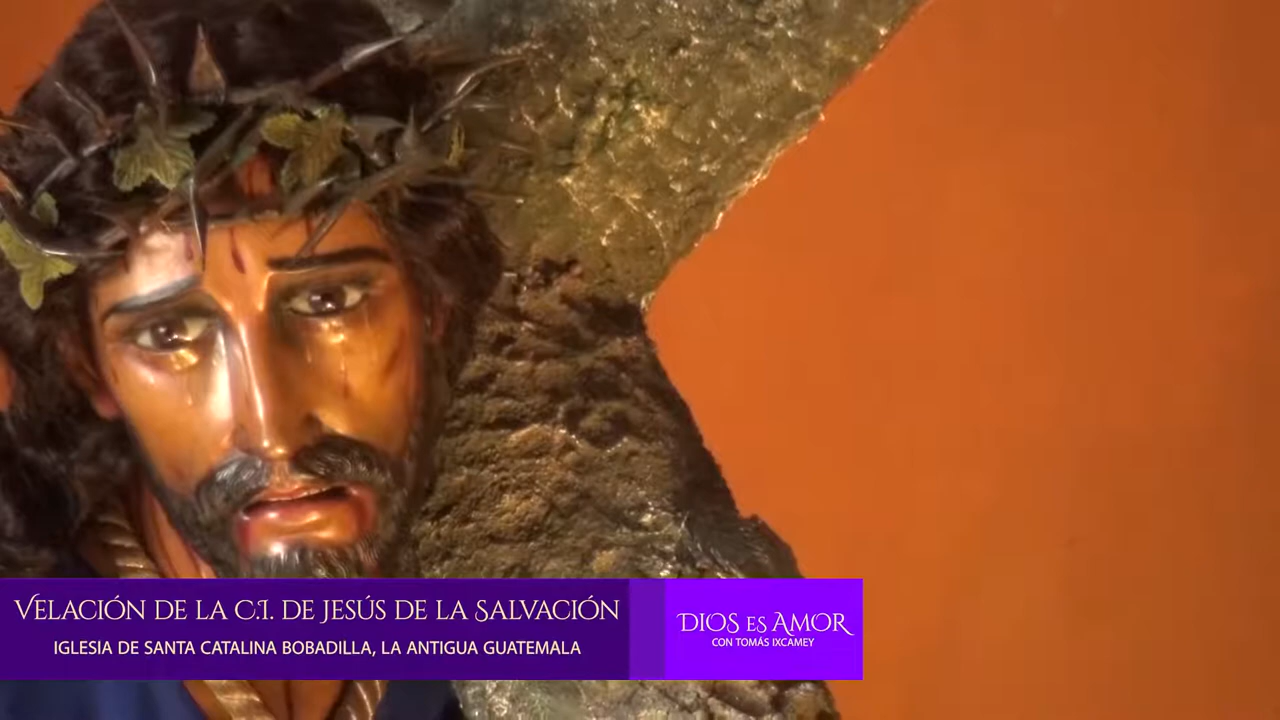 VELACIÓN DE LA C.I. DE JESÚS DE LA SALVACIÓN
IGLESIA DE SANTA CATALINA BOBADILLA, LA ANTIGUA GUATEMALA
DIOS ES AMOR
CON TOMÁS IXCAMEY